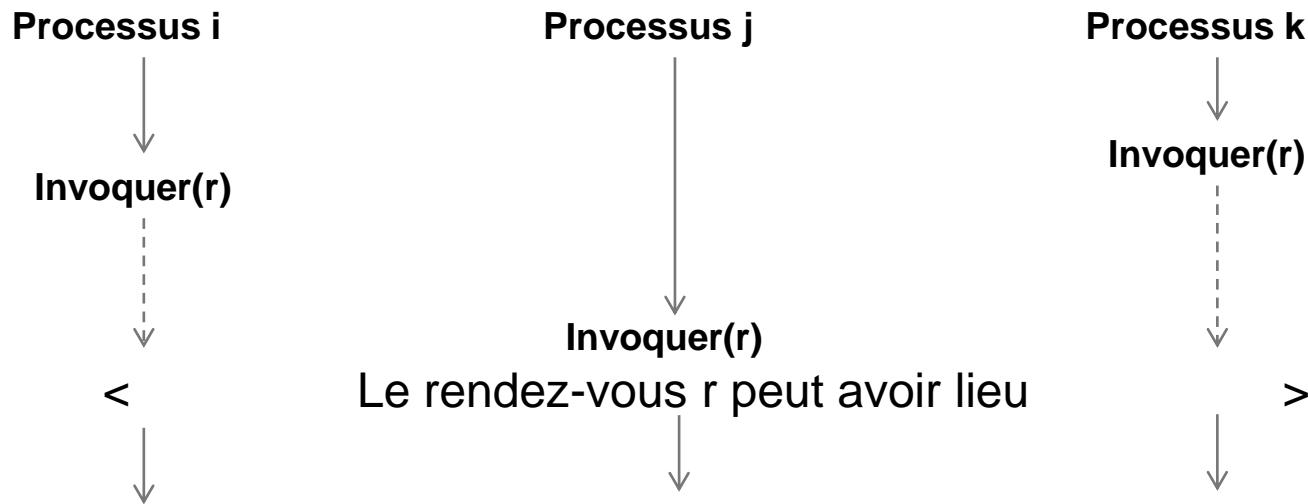 Processus i
Processus j
Processus k
Invoquer(r)
Invoquer(r)
Invoquer(r)
< Le rendez-vous r peut avoir lieu >